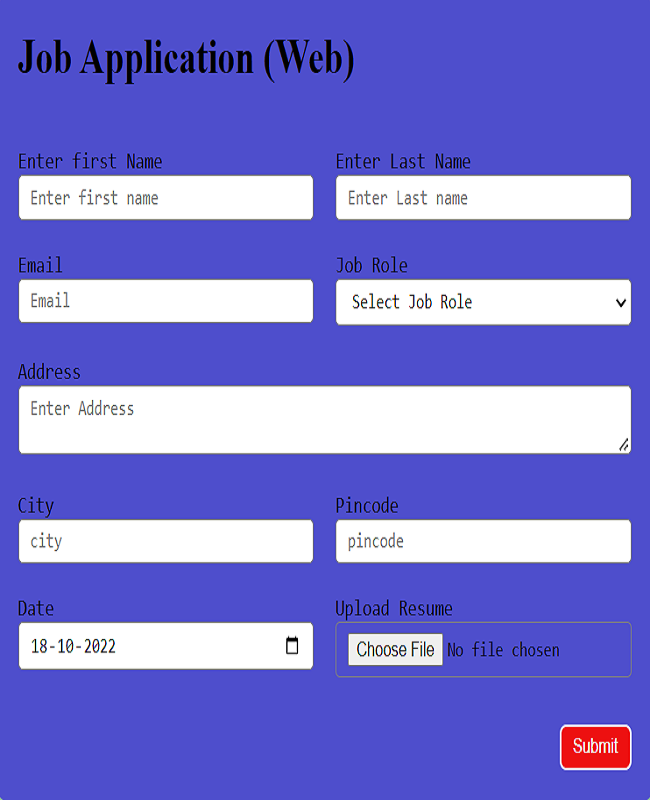 Job Application (Web)
Enter first Name Enter Last Name
Enter first name Enter Last name
Email Job Role
Email Select Job Role
Address
Enter Address
City Pincode
city pincode
Date Upload Resume
18-10-2022 Choose File No file chosen
Submit